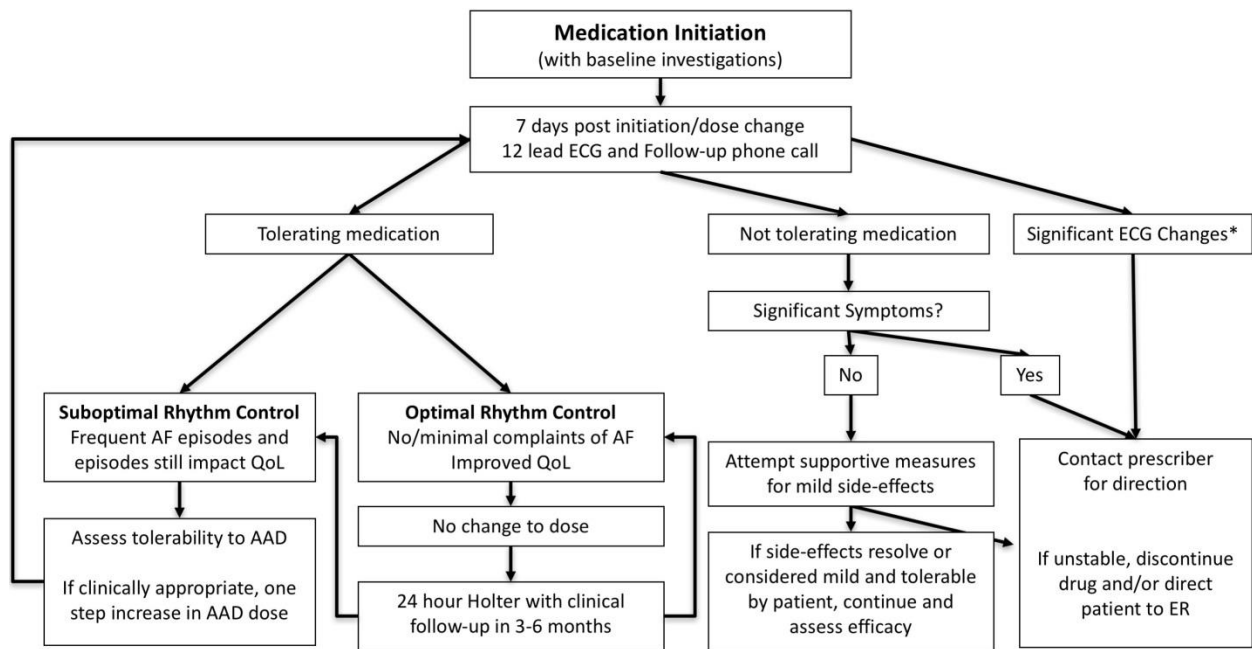 Medication Initiation
(with baseline investigations)
7 days post initiation/dose change
12 lead ECG and Follow-up phone call
Tolerating medication
Not tolerating medication
Significant ECG Changes*
Significant Symptoms?
No
Yes
Suboptimal Rhythm Control
Frequent AF episodes and
episodes still impact QoL
Optimal Rhythm Control
No/minimal complaints of AF
Improved QoL
Attempt supportive measures
for mild side-effects
Contact prescriber
for direction
If unstable, discontinue
drug and/or direct
patient to ER
Assess tolerability to AAD
If clinically appropriate, one
step increase in AAD dose
No change to dose
24 hour Holter with clinical
follow-up in 3-6 months
If side-effects resolve or
considered mild and tolerable
by patient, continue and
assess efficacy